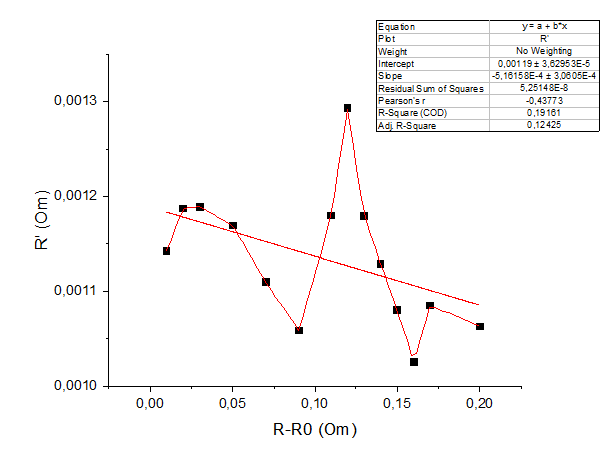 Equation y = a + b*x
Plot R'
Weight No Weighting
Intercept 0,00119 ± 3,62953E-5
Slope -5,16158E-4 ± 3,0605E-4
Residual Sum of Squares 5,25148E-8
Pearson's r -0,43773
R-Square (COD) 0,19161
Adj. R-Square 0,12425
0,0013
0,0012
0,0011
0,0010
R' (Om)
0,00 0,05 0,10 0,15 0,20
R-R0 (Om)